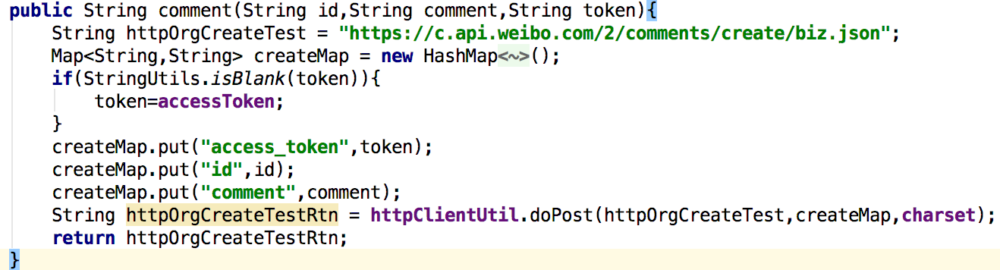 public String comment(String id,String comment,String token){
String httpOrgCreateTest = "https://c.api.weibo.com/2/comments/create/biz.json";
Map<String,String> createMap = new HashMap<~>();
if(StringUtils.isBlank(token)){
token=accessToken;
}
createMap.put("access_token",token);
createMap.put("id",id);
createMap.put("comment",comment);
String httpOrgCreateTestRtn = httpClientUtil.doPost(httpOrgCreateTest,createMap,charset);
return httpOrgCreateTestRtn;
}